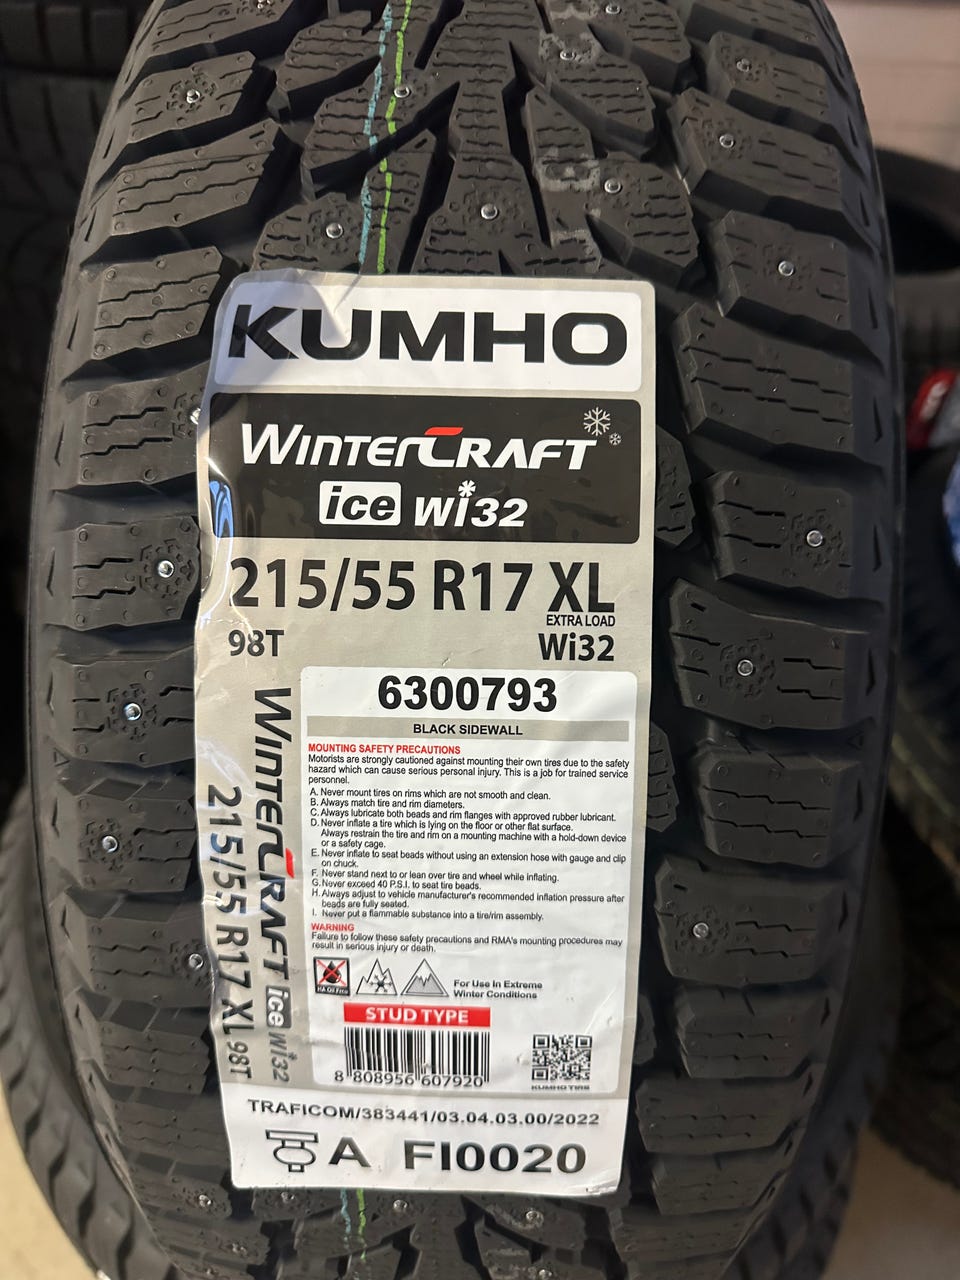 KUMHO
WINTERCRAFT
ice Wi32
215/55 R17 XL
EXTRA LOAD
98T Wi32
6300793
BLACK SIDEWALL
MOUNTING SAFETY PRECAUTIONS
Motorists are strongly cautioned against mounting their own tires due to the safety
hazard which can cause serious personal injury. This is a job for trained service
personnel.
A. Never mount tires on rims which are not smooth and clean.
B. Always match tire and rim diameters.
C. Always lubricate both beads and rim flanges with approved rubber lubricant.
D. Never inflate a tire which is lying on the floor or other flat surface.
Always restrain the tire and rim on a mounting machine with a hold-down device
or a safety cage.
E. Never inflate to seat beads without using an extension hose with gauge and clip
on chuck.
F. Never stand next to or lean over tire and wheel while inflating.
G. Never exceed 40 P.S.I. to seat tire beads.
H. Always adjust to vehicle manufacturer's recommended inflation pressure after
beads are fully seated.
I. Never put a flammable substance into a tire/rim assembly.
WARNING
Failure to follow these safety precautions and RMA's mounting procedures may
result in serious injury or death.
HA Oil Free
For Use In Extreme
Winter Conditions
STUD TYPE
8 808956 607920
KUMHO TIRE
WINTERCRAFT ice Wi32
215/55 R17 XL 98T
TRAFICOM/383441/03.04.03.00/2022
A FI0020